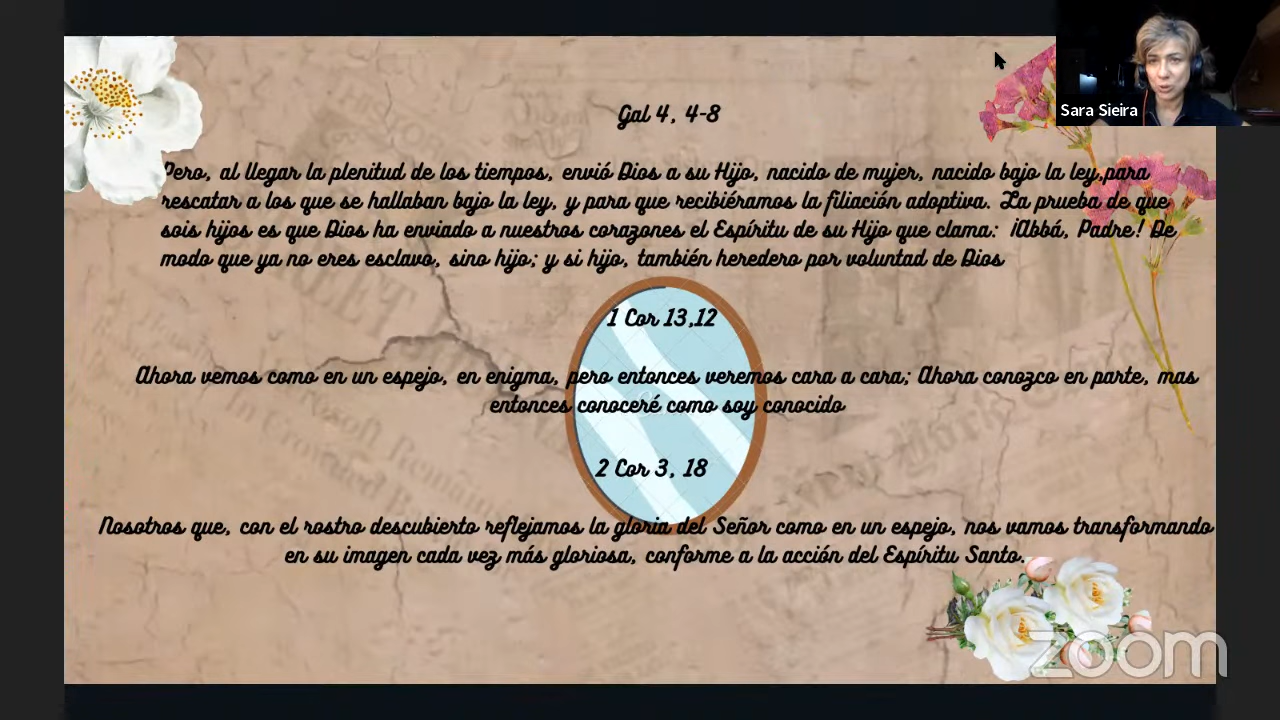 Sara Sieira
Gal 4, 4-8
Pero, al llegar la plenitud de los tiempos, envió Dios a su Hijo, nacido de mujer, nacido bajo la ley,para
rescatar a los que se hallaban bajo la ley, y para que recibiéramos la filiación adoptiva. La prueba de que
sois hijos es que Dios ha enviado a nuestros corazones el Espíritu de su Hijo que clama: ¡Abbá, Padre! De
modo que ya no eres esclavo, sino hijo; y si hijo, también heredero por voluntad de Dios
1 Cor 13,12
Ahora vemos como en un espejo, en enigma, pero entonces veremos cara a cara; Ahora conozco en parte, mas
entonces conoceré como soy conocido
2 Cor 3, 18
Nosotros que, con el rostro descubierto reflejamos la gloria del Señor como en un espejo, nos vamos transformando
en su imagen cada vez más gloriosa, conforme a la acción del Espíritu Santo.
zoom